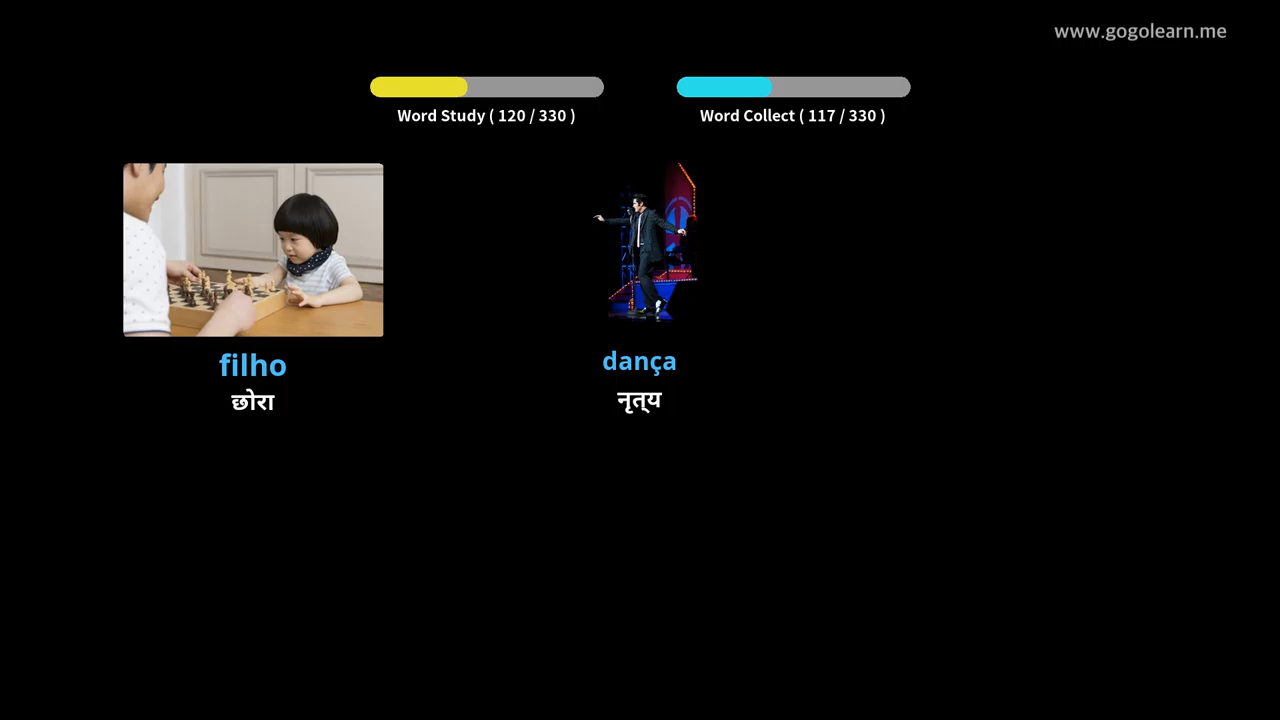 www.gogolearn.me
Word Study ( 120 / 330 )
Word Collect ( 117 / 330 )
filho
छोरा
dança
नृत्य